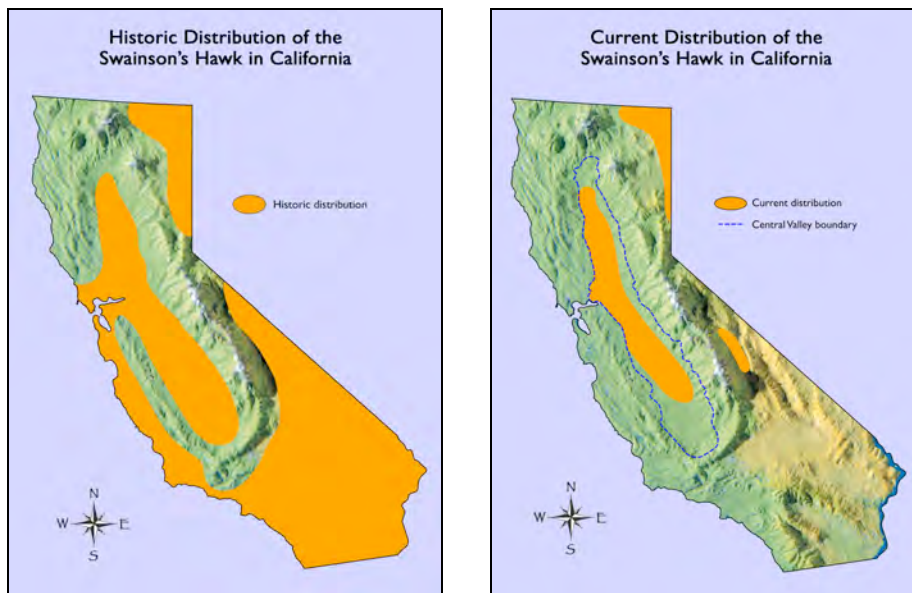 Historic Distribution of the
Swainson's Hawk in California
Historic distribution
N
W E
S
Current Distribution of the
Swainson's Hawk in California
Current distribution
Central Valley boundary
N
W E
S